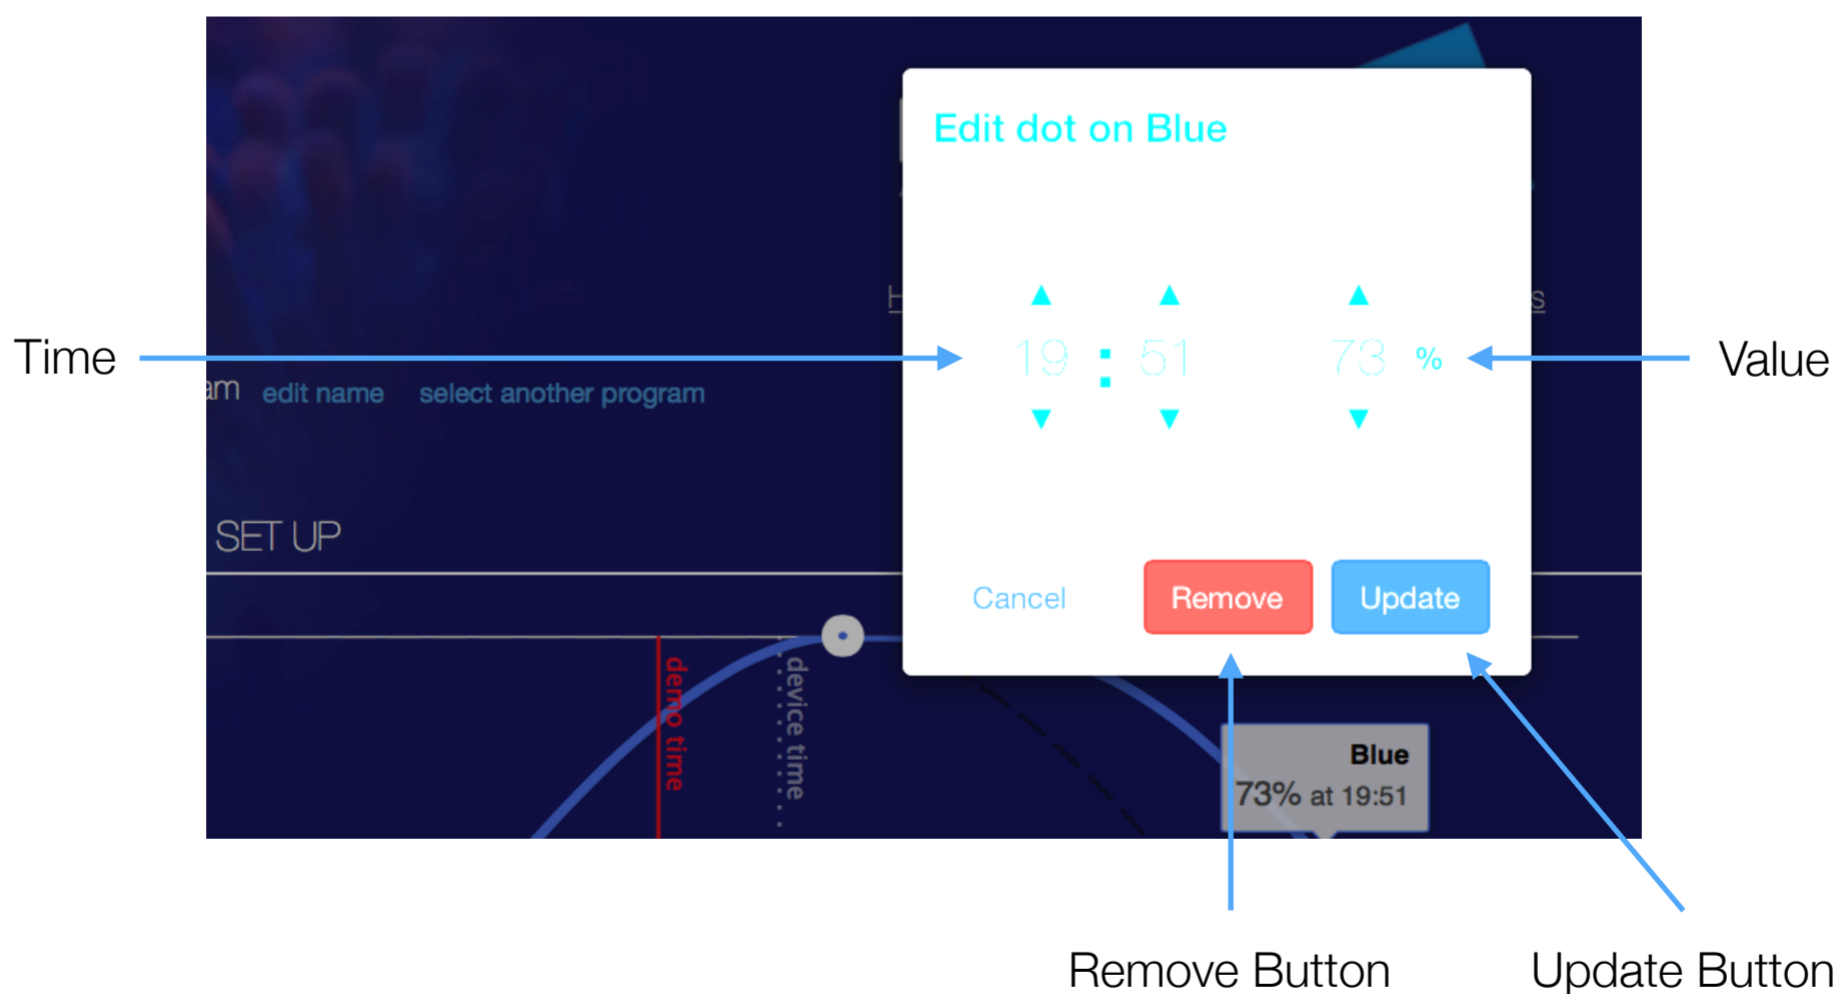 Edit dot on Blue
H
s
Time
19 : 51
73 %
Value
am edit name select another program
SET UP
Cancel
Remove
Update
demo time
device time
Blue
73% at 19:51
Remove Button
Update Button